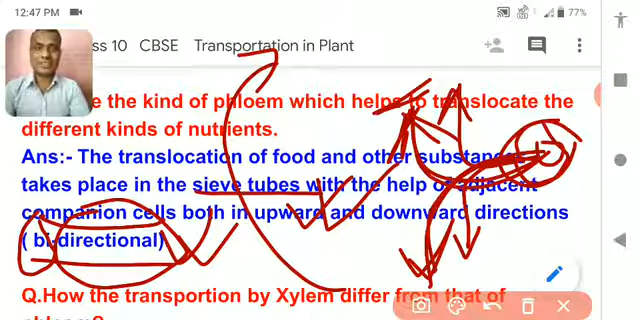 12:47 PM 77%
ss 10 CBSE Transportation in Plant
e the kind of phloem which helps to translocate the
different kinds of nutrients.
Ans:- The translocation of food and other substances
takes place in the sieve tubes with the help of adjacent
companion cells both in upward and downward directions
( bi-directional)
Q.How the transportion by Xylem differ from that of